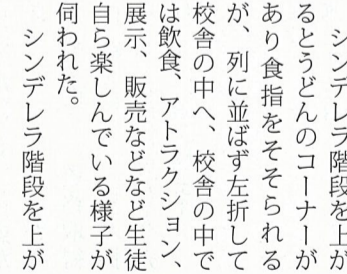 シンデレラ階段を上が
るとうどんのコーナーが
あり食指をそそられる
が、列に並ばず左折して
校舎の中へ、校舎の中で
は飲食、アトラクション、
展示、販売などなど生徒
自ら楽しんでいる様子が
伺われた。
シンデレラ階段を上が